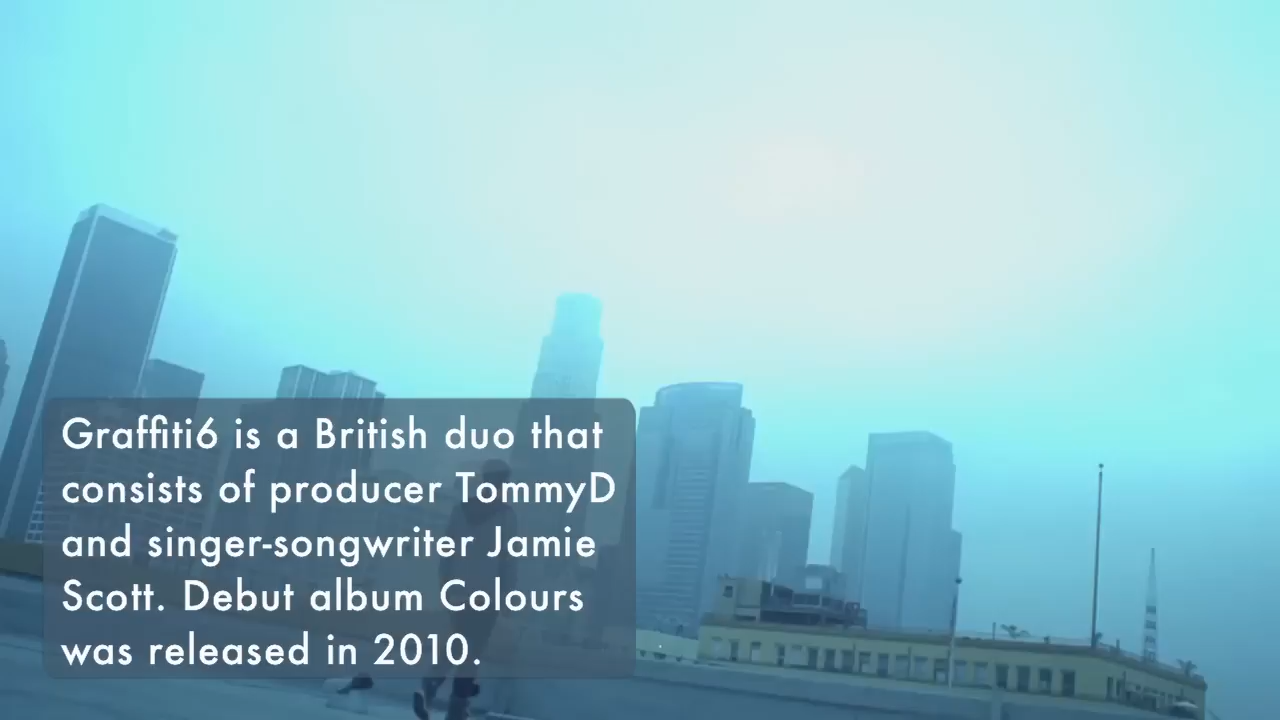 Graffiti6 is a British duo that
consists of producer TommyD
and singer-songwriter Jamie
Scott. Debut album Colours
was released in 2010.